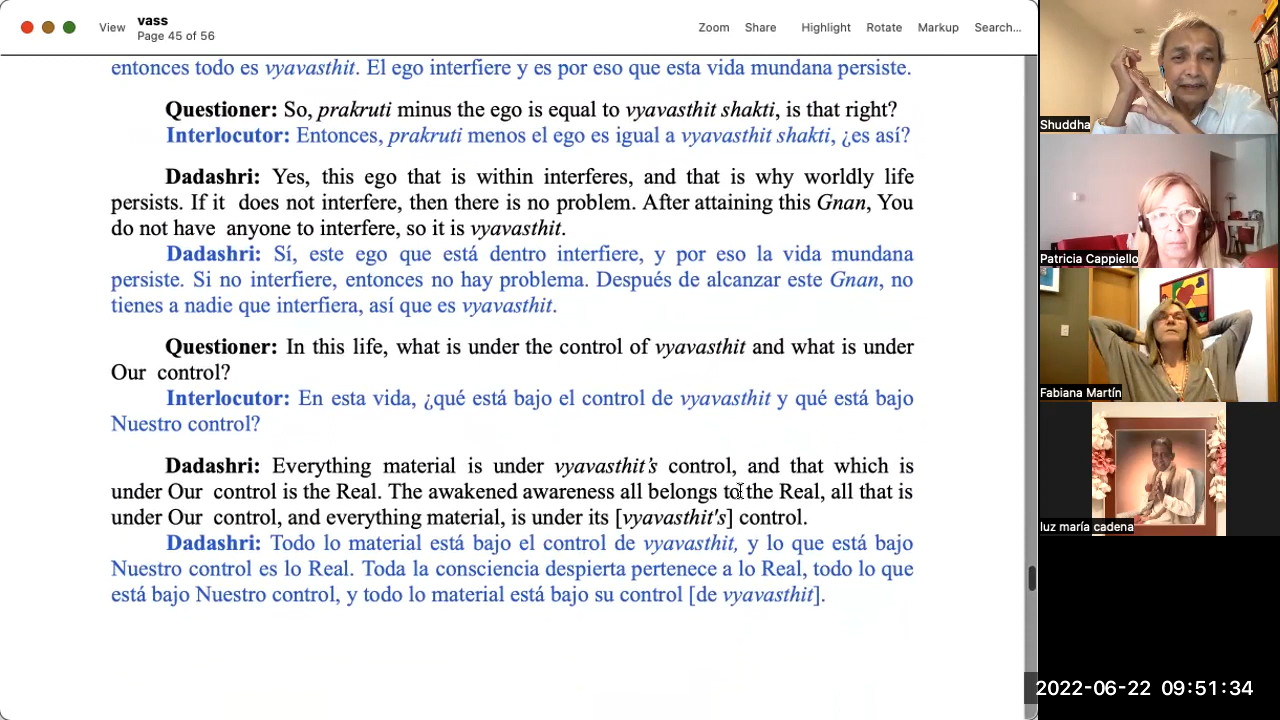 View
vass
Page 45 of 56
Zoom Share Highlight Rotate Markup Search...
entonces todo es vyavasthit. El ego interfiere y es por eso que esta vida mundana persiste.
Questioner: So, prakruti minus the ego is equal to vyavasthit shakti, is that right?
Interlocutor: Entonces, prakruti menos el ego es igual a vyavasthit shakti, ¿es así?
Dadashri: Yes, this ego that is within interferes, and that is why worldly life
persists. If it does not interfere, then there is no problem. After attaining this Gnan, You
do not have anyone to interfere, so it is vyavasthit.
Dadashri: Sí, este ego que está dentro interfiere, y por eso la vida mundana
persiste. Si no interfiere, entonces no hay problema. Después de alcanzar este Gnan, no
tienes a nadie que interfiera, así que es vyavasthit.
Questioner: In this life, what is under the control of vyavasthit and what is under
Our control?
Interlocutor: En esta vida, ¿qué está bajo el control de vyavasthit y qué está bajo
Nuestro control?
Dadashri: Everything material is under vyavasthit’s control, and that which is
under Our control is the Real. The awakened awareness all belongs to the Real, all that is
under Our control, and everything material, is under its [vyavasthit's] control.
Dadashri: Todo lo material está bajo el control de vyavasthit, y lo que está bajo
Nuestro control es lo Real. Toda la consciencia despierta pertenece a lo Real, todo lo que
está bajo Nuestro control, y todo lo material está bajo su control [de vyavasthit].
Shuddha
Patricia Cappiello
Fabiana Martín
luz maría cadena
2022-06-22 09:51:34